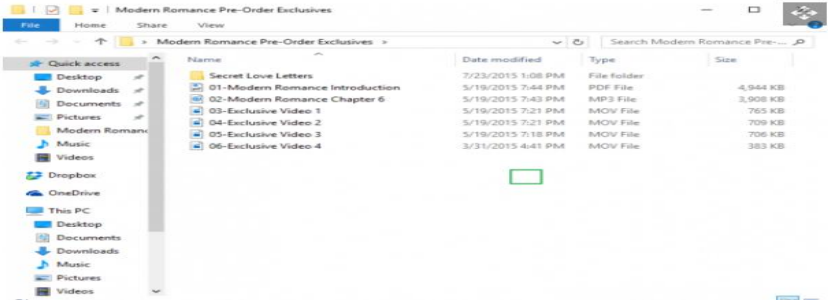 Modern Romance Pre-Order Exclusives
File Home Share View
Modern Romance Pre-Order Exclusives > Search Modern Romance Pre-...
Quick access Name Date modified Type Size
Desktop Secret Love Letters 7/23/2015 1:08 PM File folder
Downloads 01-Modern Romance Introduction 5/19/2015 7:44 PM PDF File 4,944 KB
Documents 02-Modern Romance Chapter 6 5/19/2015 7:43 PM MP3 File 2,908 KB
Pictures 03-Exclusive Video 1 5/19/2015 7:21 PM MOV File 765 KB
Modern Romanc 04-Exclusive Video 2 5/19/2015 7:21 PM MOV File 709 KB
Music 05-Exclusive Video 3 5/19/2015 7:18 PM MOV File 706 KB
Videos 06-Exclusive Video 4 3/31/2015 4:41 PM MOV File 383 KB
Dropbox
OneDrive
This PC
Desktop
Documents
Downloads
Music
Pictures
Videos